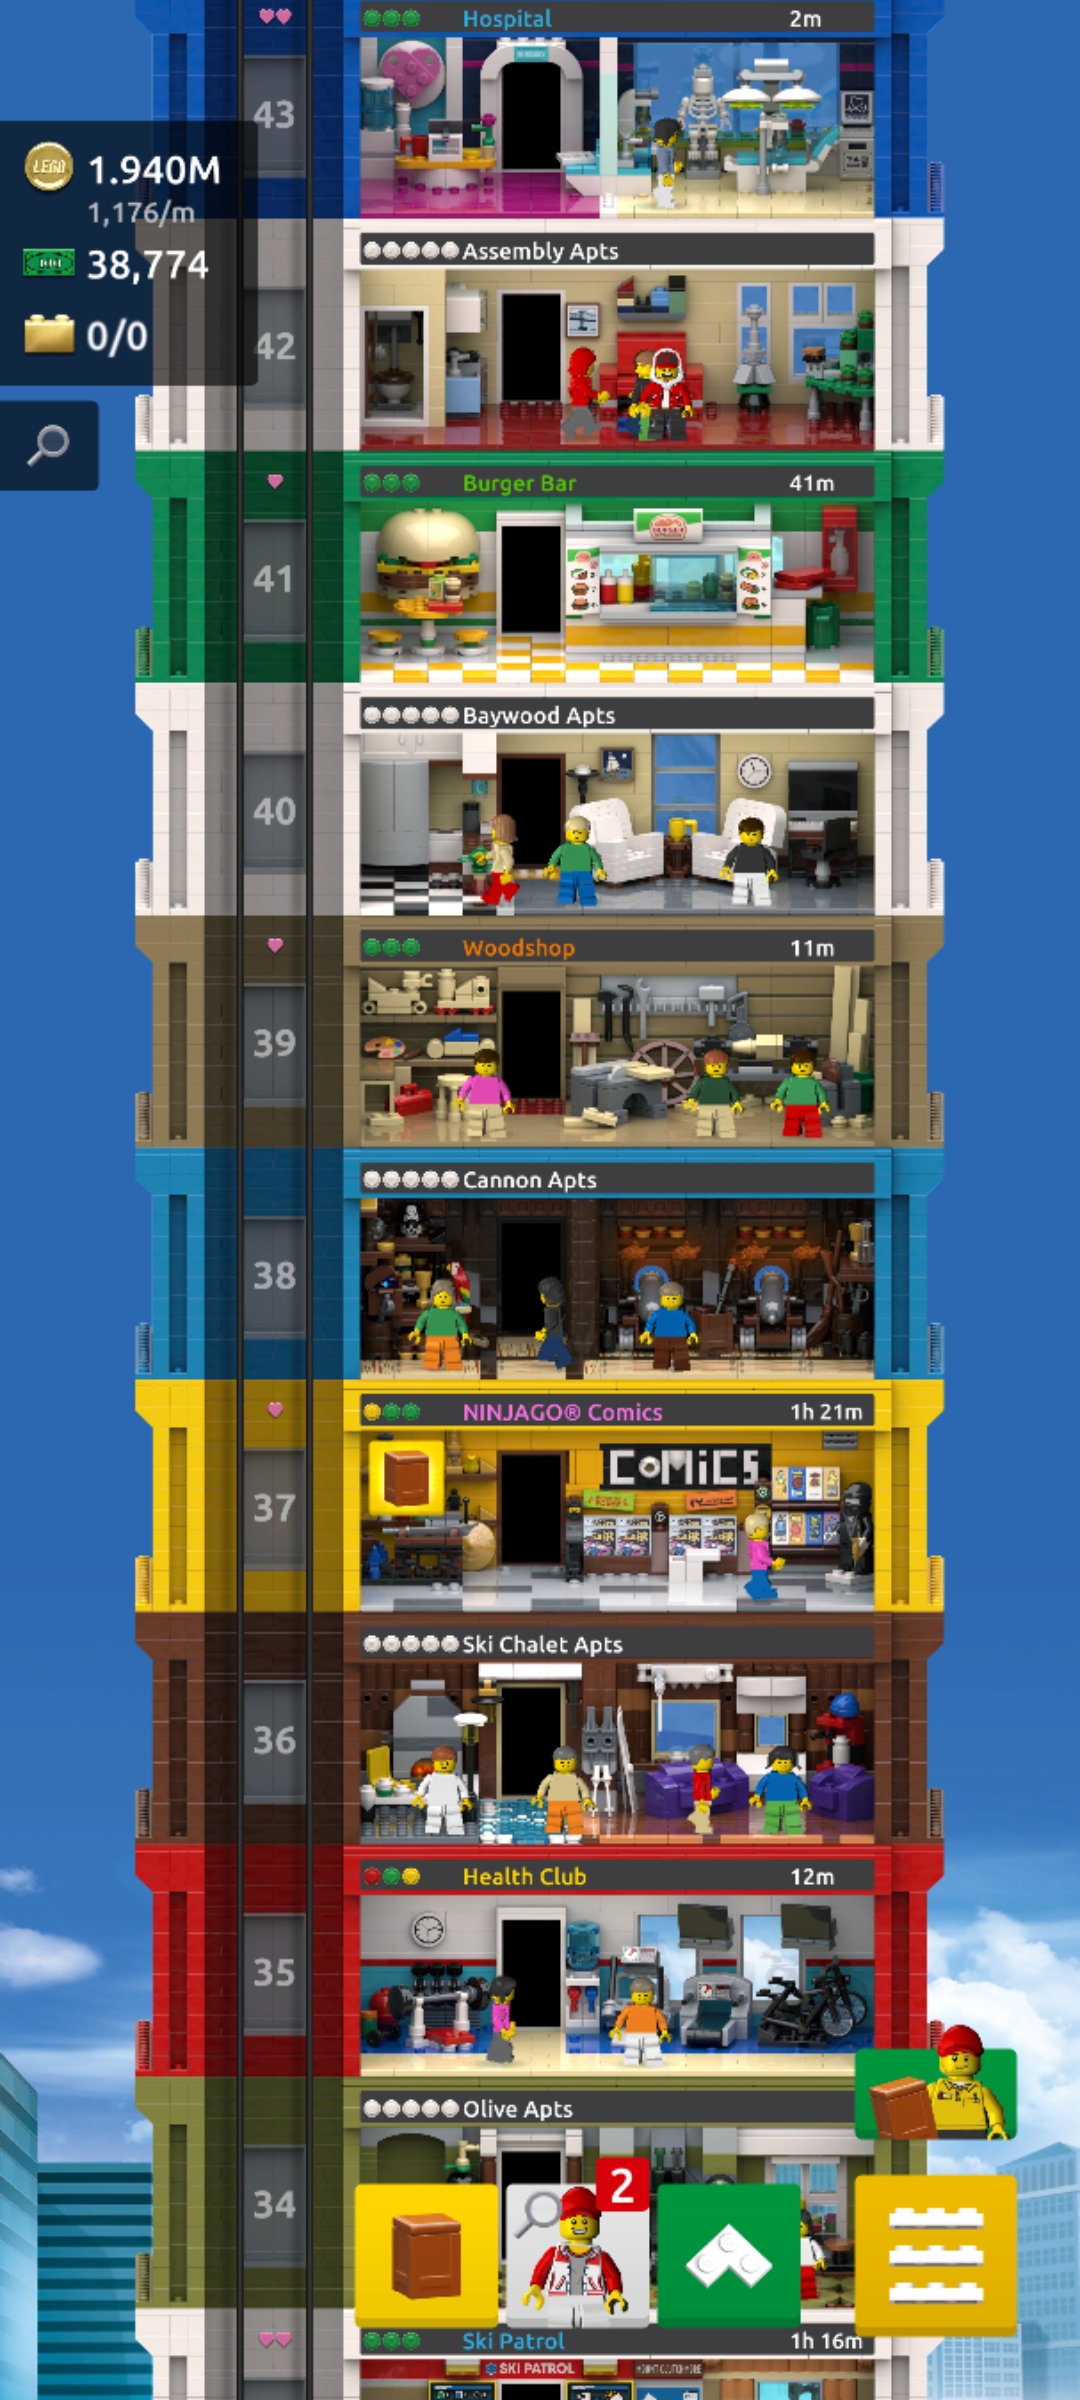 Hospital 2m
43
LEGO 1.940M
1,176/m
38,774
0/0
Assembly Apts
42
Burger Bar 41m
BURGER
41
Baywood Apts
40
Woodshop 11m
39
Cannon Apts
38
NINJAGO® Comics 1h 21m
COMiCS
37
Ski Chalet Apts
36
Health Club 12m
35
Olive Apts
34
2
Ski Patrol 1h 16m
SKI PATROL